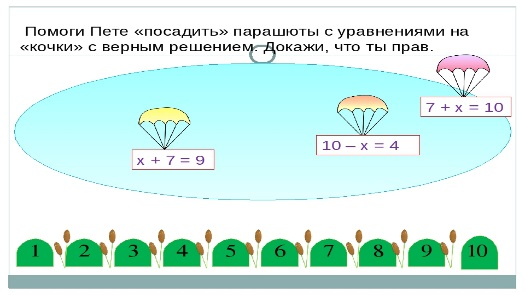 Помоги Пете «посадить» парашюты с уравнениями на
«кочки» с верным решением. Докажи, что ты прав.
7 + х = 10
10 – х = 4
х + 7 = 9
1 2 3 4 5 6 7 8 9 10